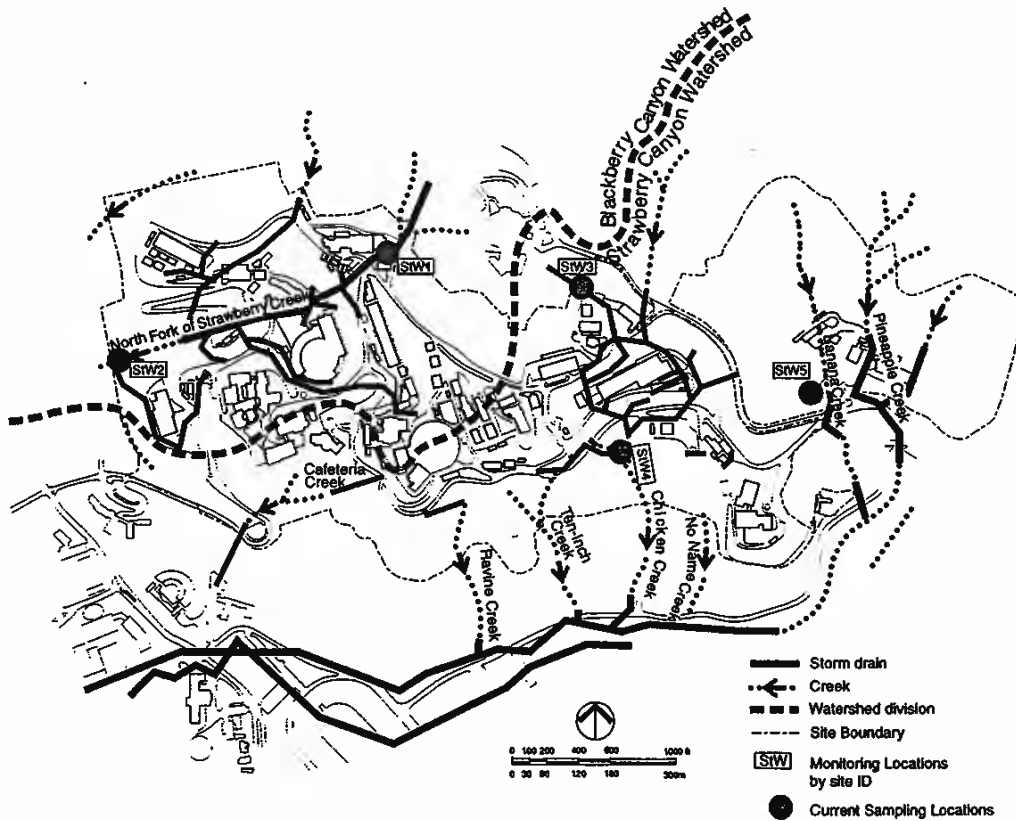 Blackberry Canyon Watershed
Strawberry Canyon Watershed
StW1
StW3
North Fork of Strawberry Creek
StW2
StW5
Banana Creek
Pineapple Creek
Cafeteria
Creek
StW4
Ravine Creek
Ten-Inch
Creek
Chicken Creek
No Name Creek
Storm drain
Creek
Watershed division
Site Boundary
StW
Monitoring Locations
by site ID
Current Sampling Locations
0 100 200 400 600 1000 ft
0 30 60 120 180 300m